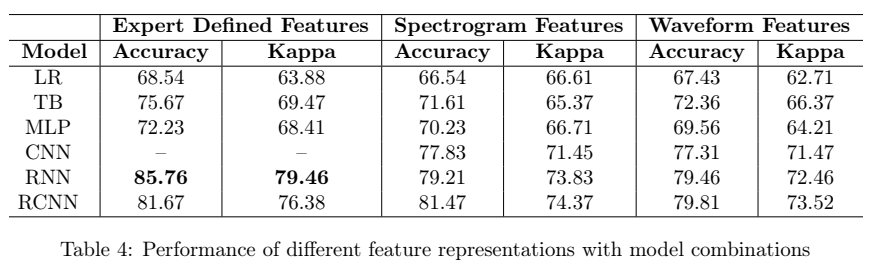 Expert Defined Features Spectrogram Features Waveform Features
Model Accuracy Kappa Accuracy Kappa Accuracy Kappa
LR 68.54 63.88 66.54 66.61 67.43 62.71
TB 75.67 69.47 71.61 65.37 72.36 66.37
MLP 72.23 68.41 70.23 66.71 69.56 64.21
CNN – – 77.83 71.45 77.31 71.47
RNN 85.76 79.46 79.21 73.83 79.46 72.46
RCNN 81.67 76.38 81.47 74.37 79.81 73.52
Table 4: Performance of different feature representations with model combinations